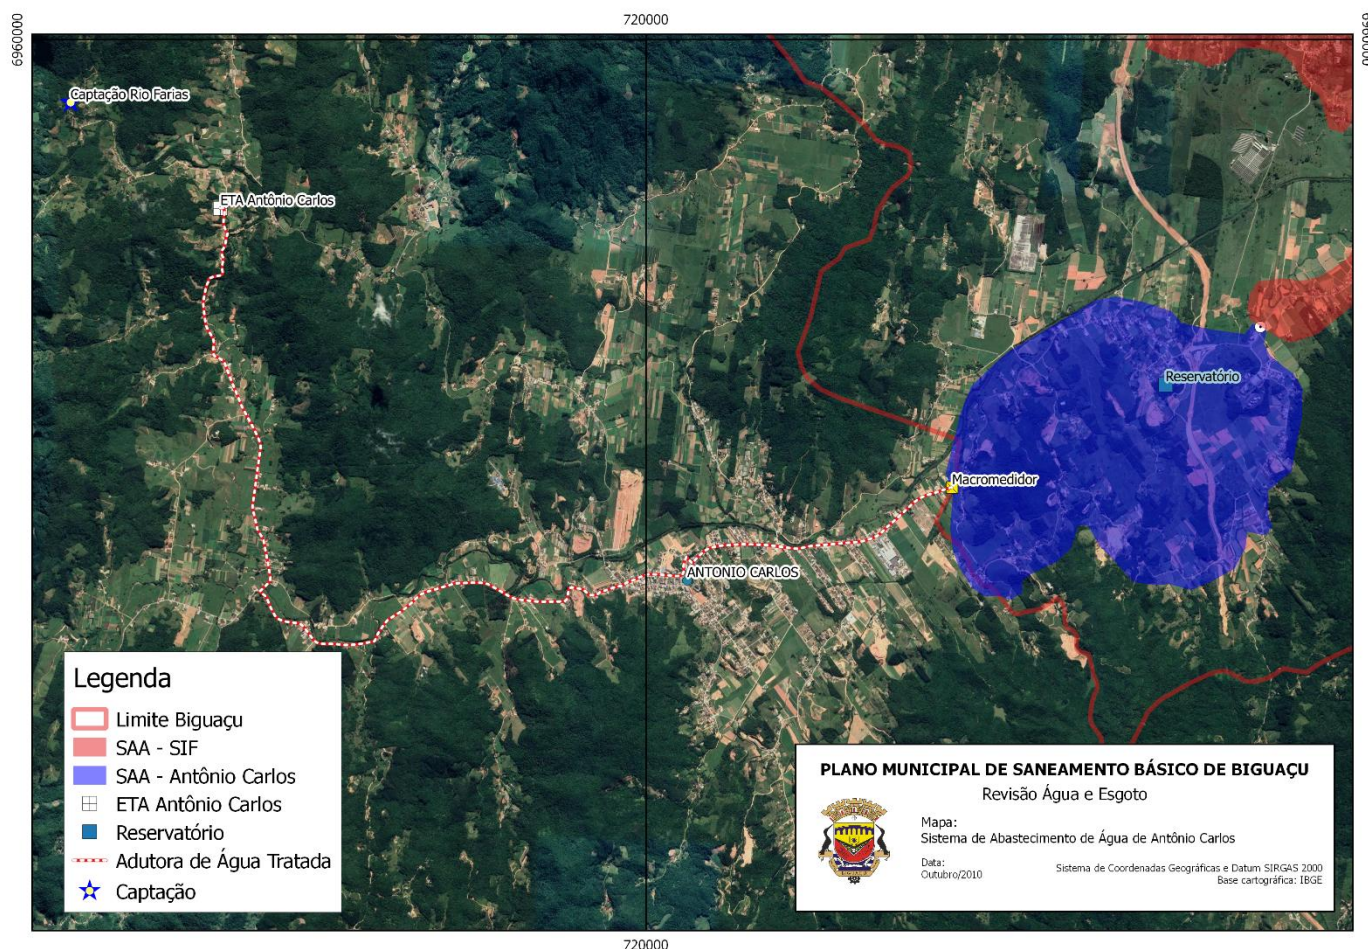 720000
6960000
6960000
Captação Rio Farias
ETA Antônio Carlos
Reservatório
Macromedidor
ANTONIO CARLOS
Legenda
Limite Biguaçu
SAA - SIF
SAA - Antônio Carlos
ETA Antônio Carlos
Reservatório
Adutora de Água Tratada
Captação
PLANO MUNICIPAL DE SANEAMENTO BÁSICO DE BIGUAÇU
Revisão Água e Esgoto
Mapa:
Sistema de Abastecimento de Água de Antônio Carlos
Data:
Outubro/2010
Sistema de Coordenadas Geográficas e Datum SIRGAS 2000
Base cartográfica: IBGE
720000